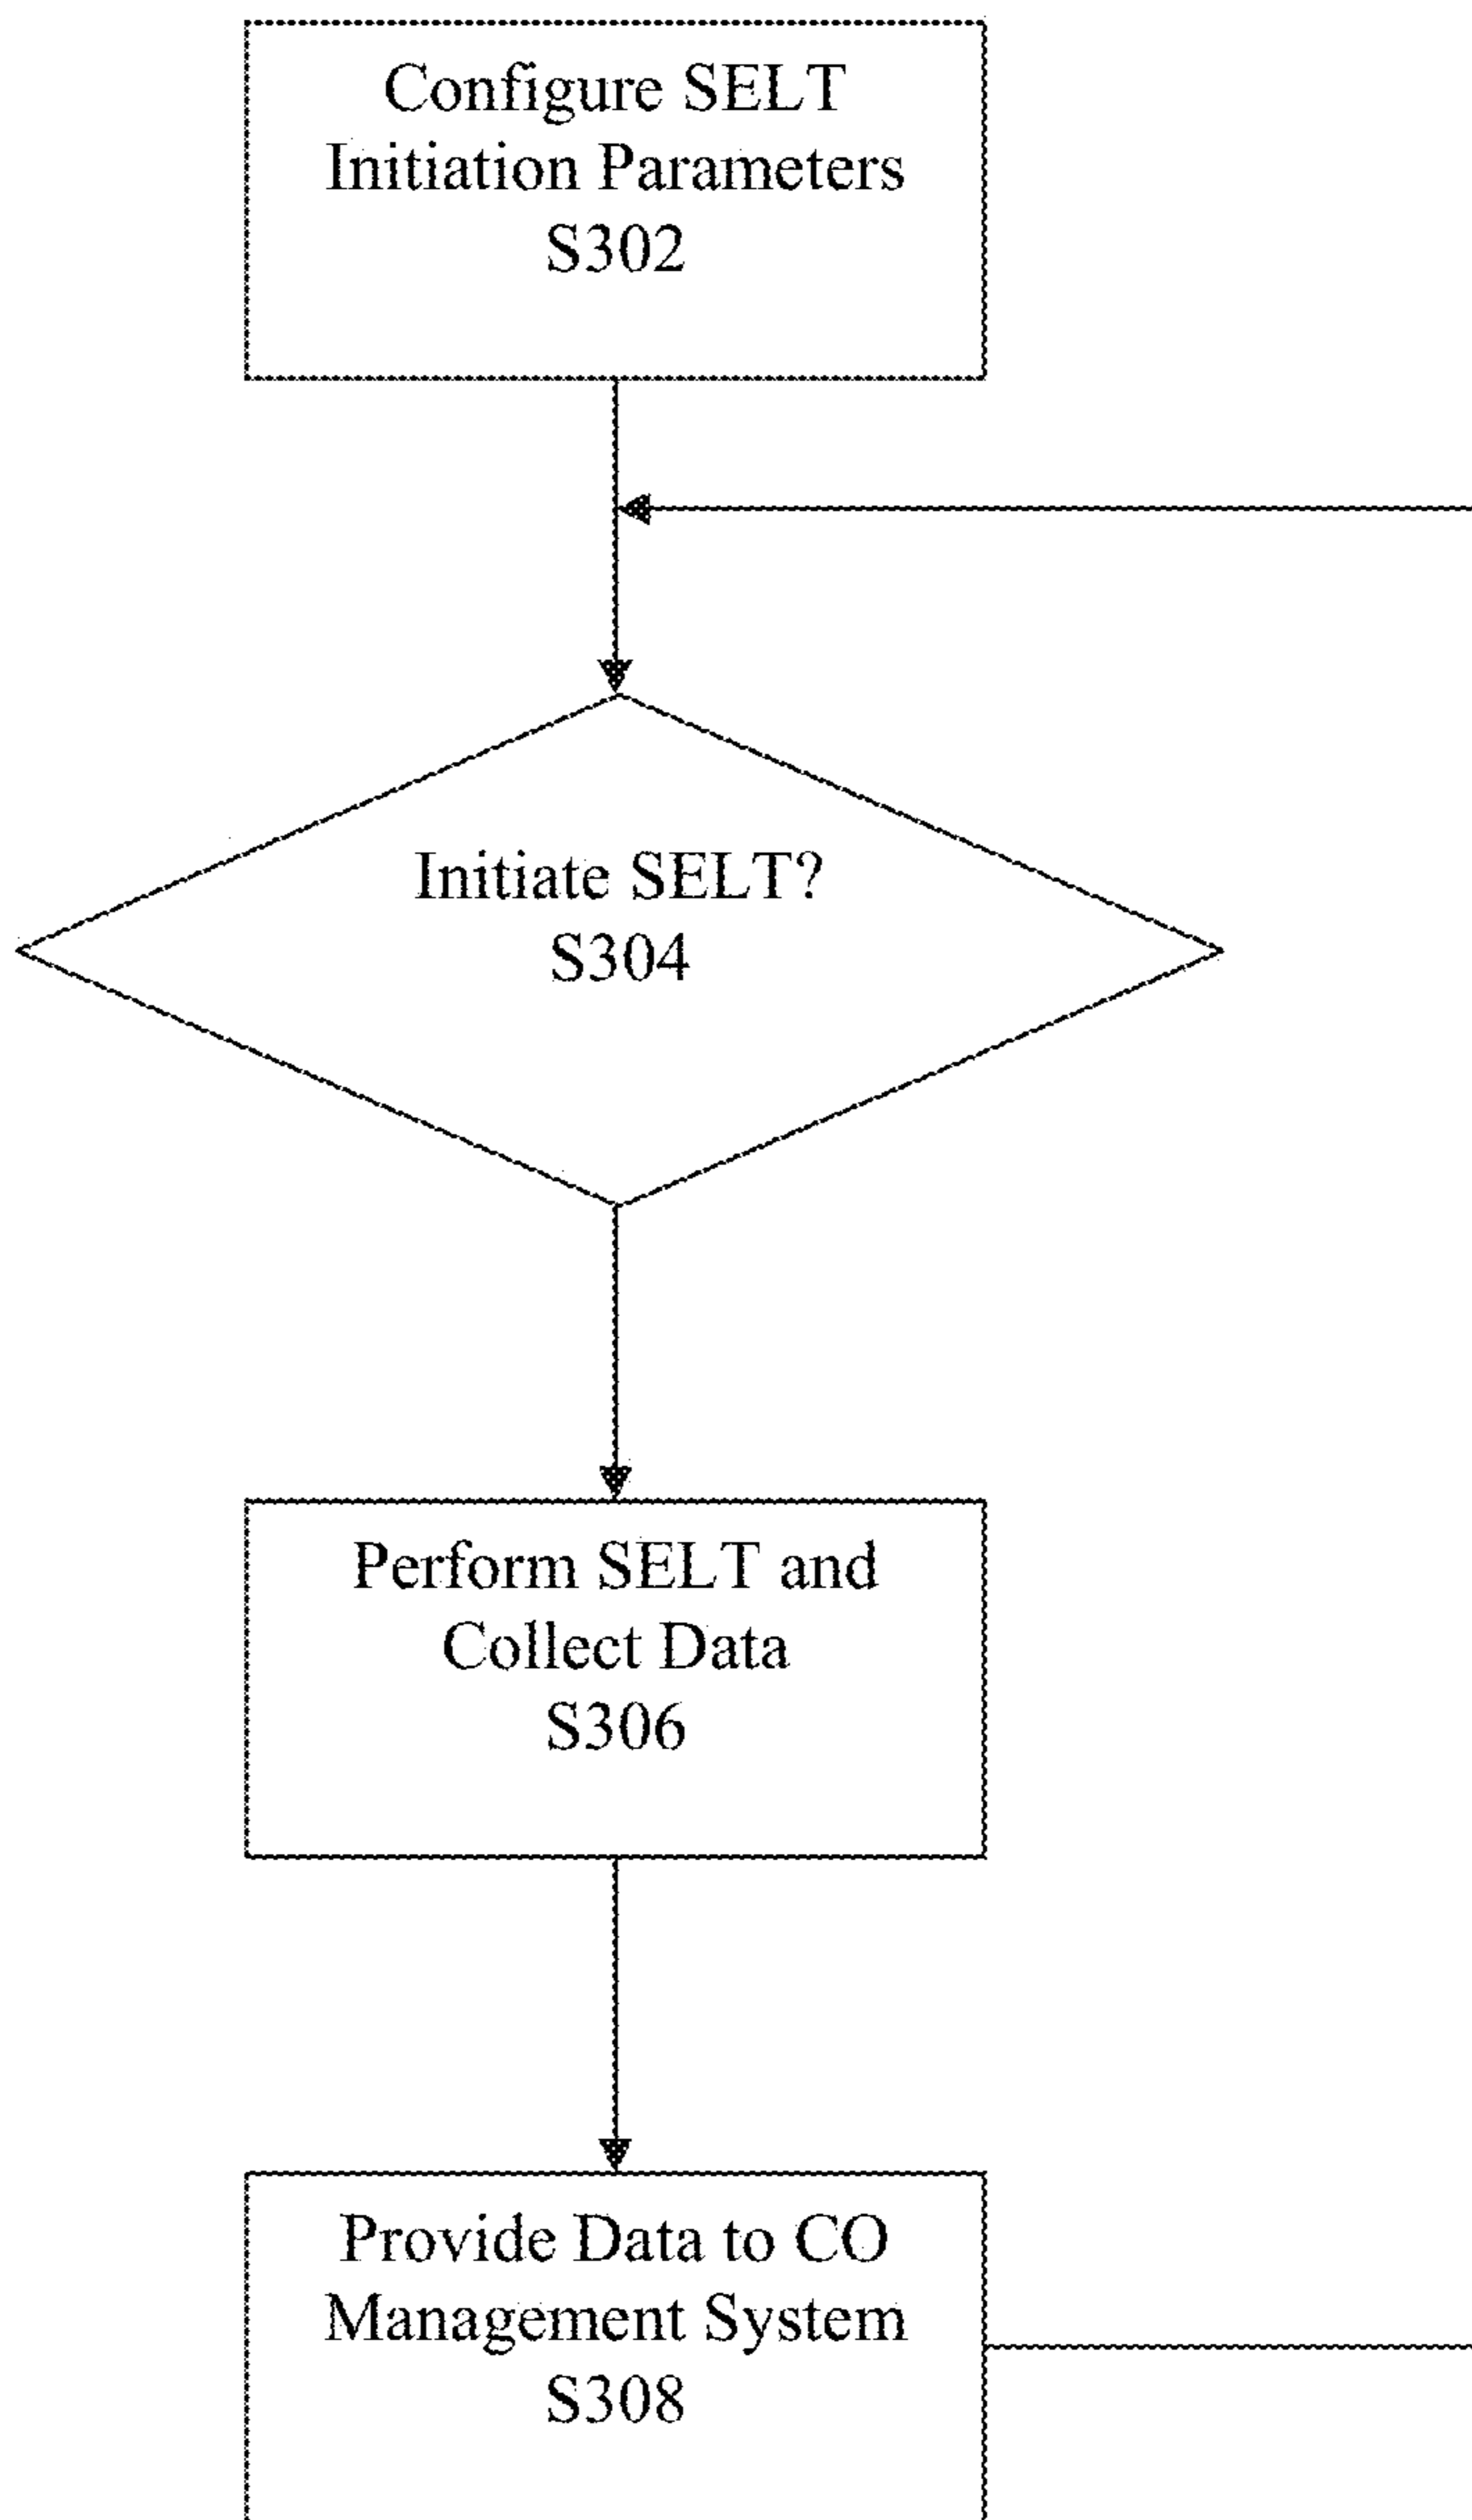 Configure SELT
Initiation Parameters
S302
Initiate SELT?
S304
Perform SELT and
Collect Data
S306
Provide Data to CO
Management System
S308